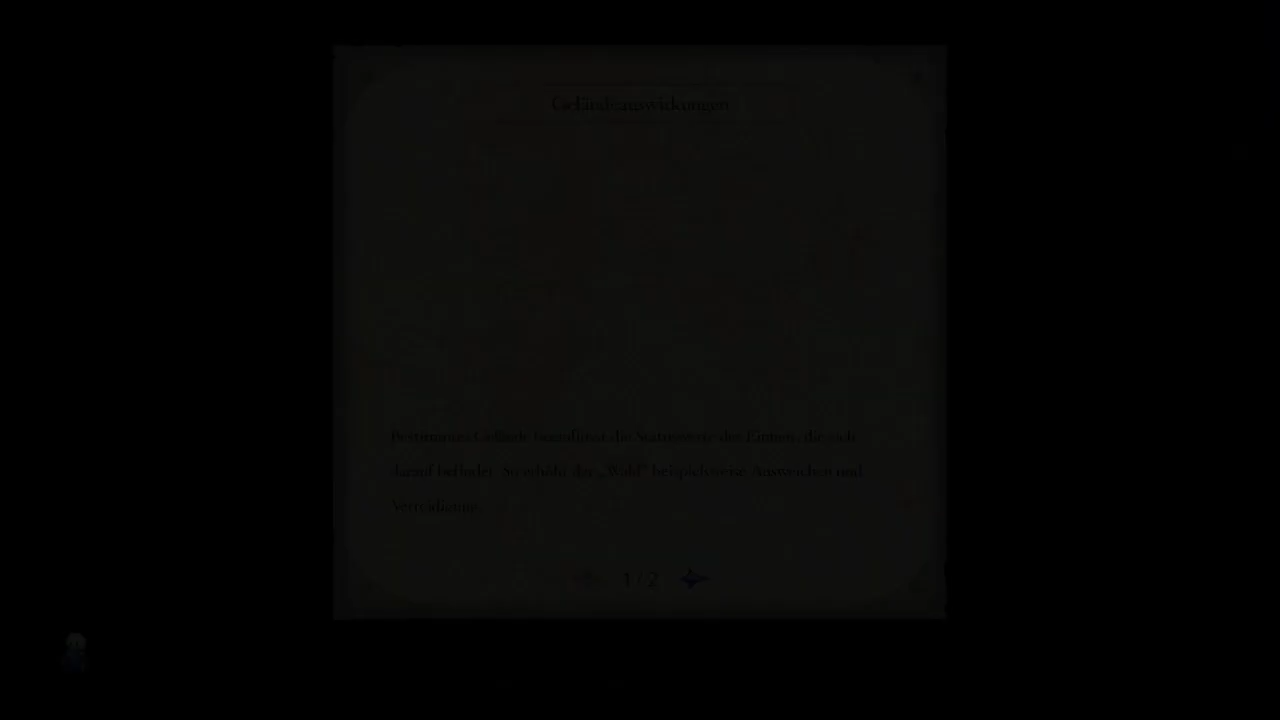 Geländeauswirkungen
Bestimmtes Gelände beeinflusst die Statuswerte der Einheit, die sich
darauf befindet. So erhöht der „Wald“ beispielsweise Ausweichen und
Verteidigung.
1 / 2